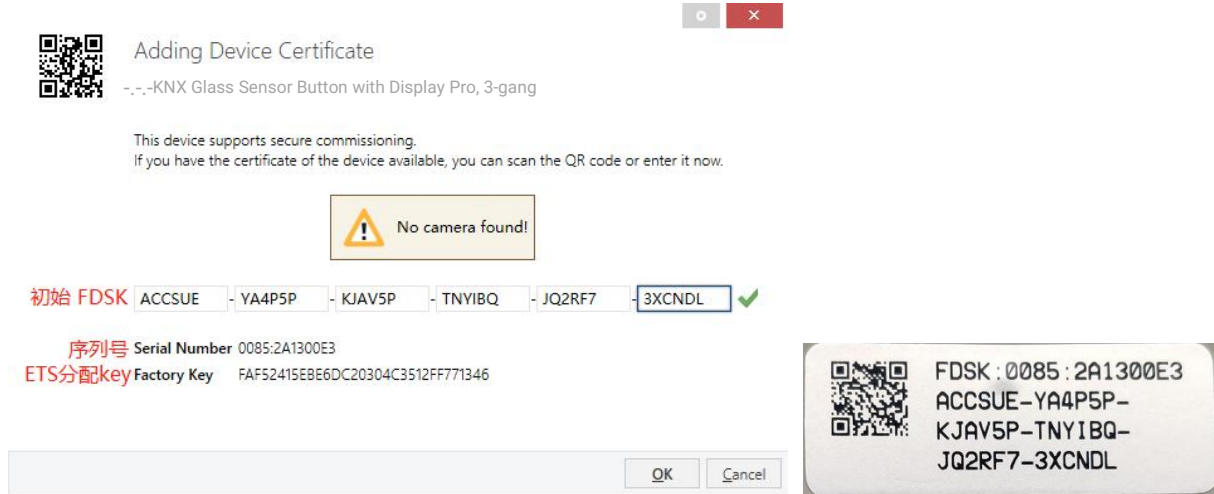 Adding Device Certificate
-.-.-KNX Glass Sensor Button with Display Pro, 3-gang
This device supports secure commissioning.
If you have the certificate of the device available, you can scan the QR code or enter it now.
No camera found!
初始 FDSK ACCSUE - YA4P5P - KJAV5P - TNYIBQ - JQ2RF7 - 3XCNDL
序列号 Serial Number 0085:2A1300E3
ETS分配key Factory Key FAF52415EBE6DC20304C3512FF771346
OK Cancel
FDSK:0085:2A1300E3
ACCSUE-YA4P5P-
KJAV5P-TNYIBQ-
JQ2RF7-3XCNDL